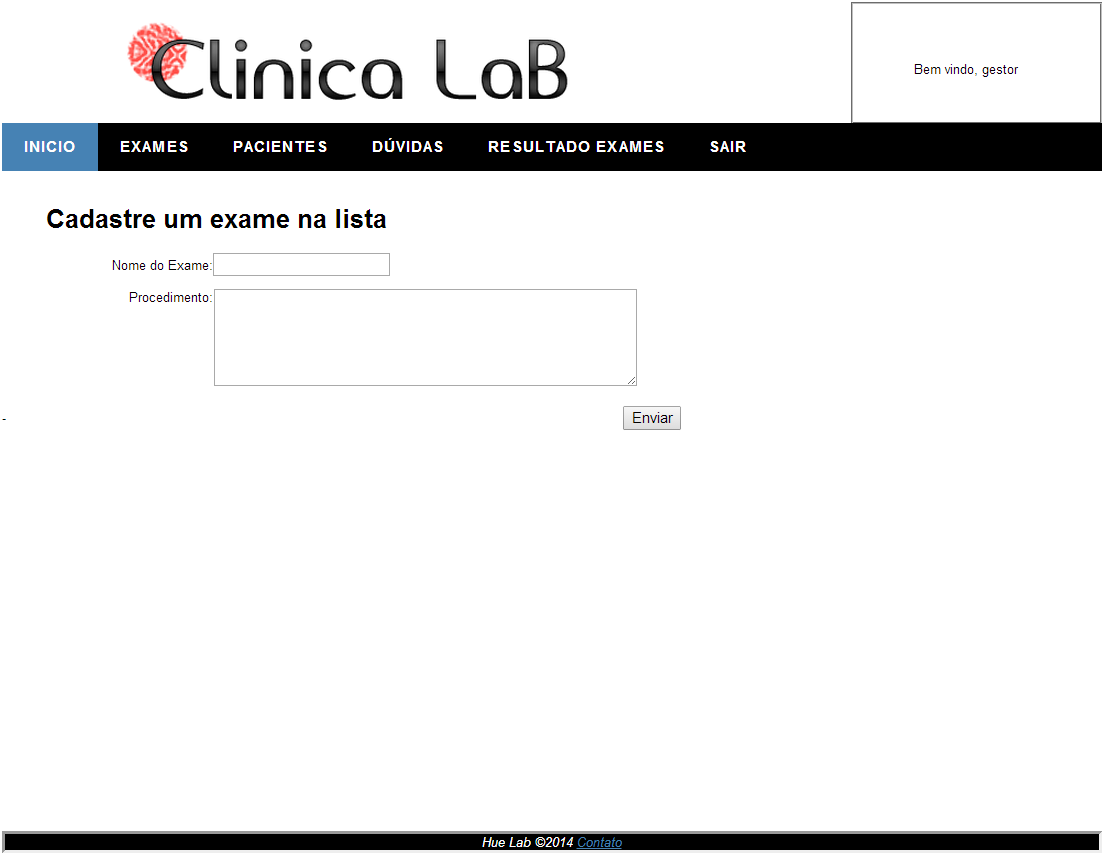 Clinica LaB
Bem vindo, gestor
INICIO EXAMES PACIENTES DÚVIDAS RESULTADO EXAMES SAIR
Cadastre um exame na lista
Nome do Exame:
Procedimento:
- Enviar
Hue Lab ©2014 Contato